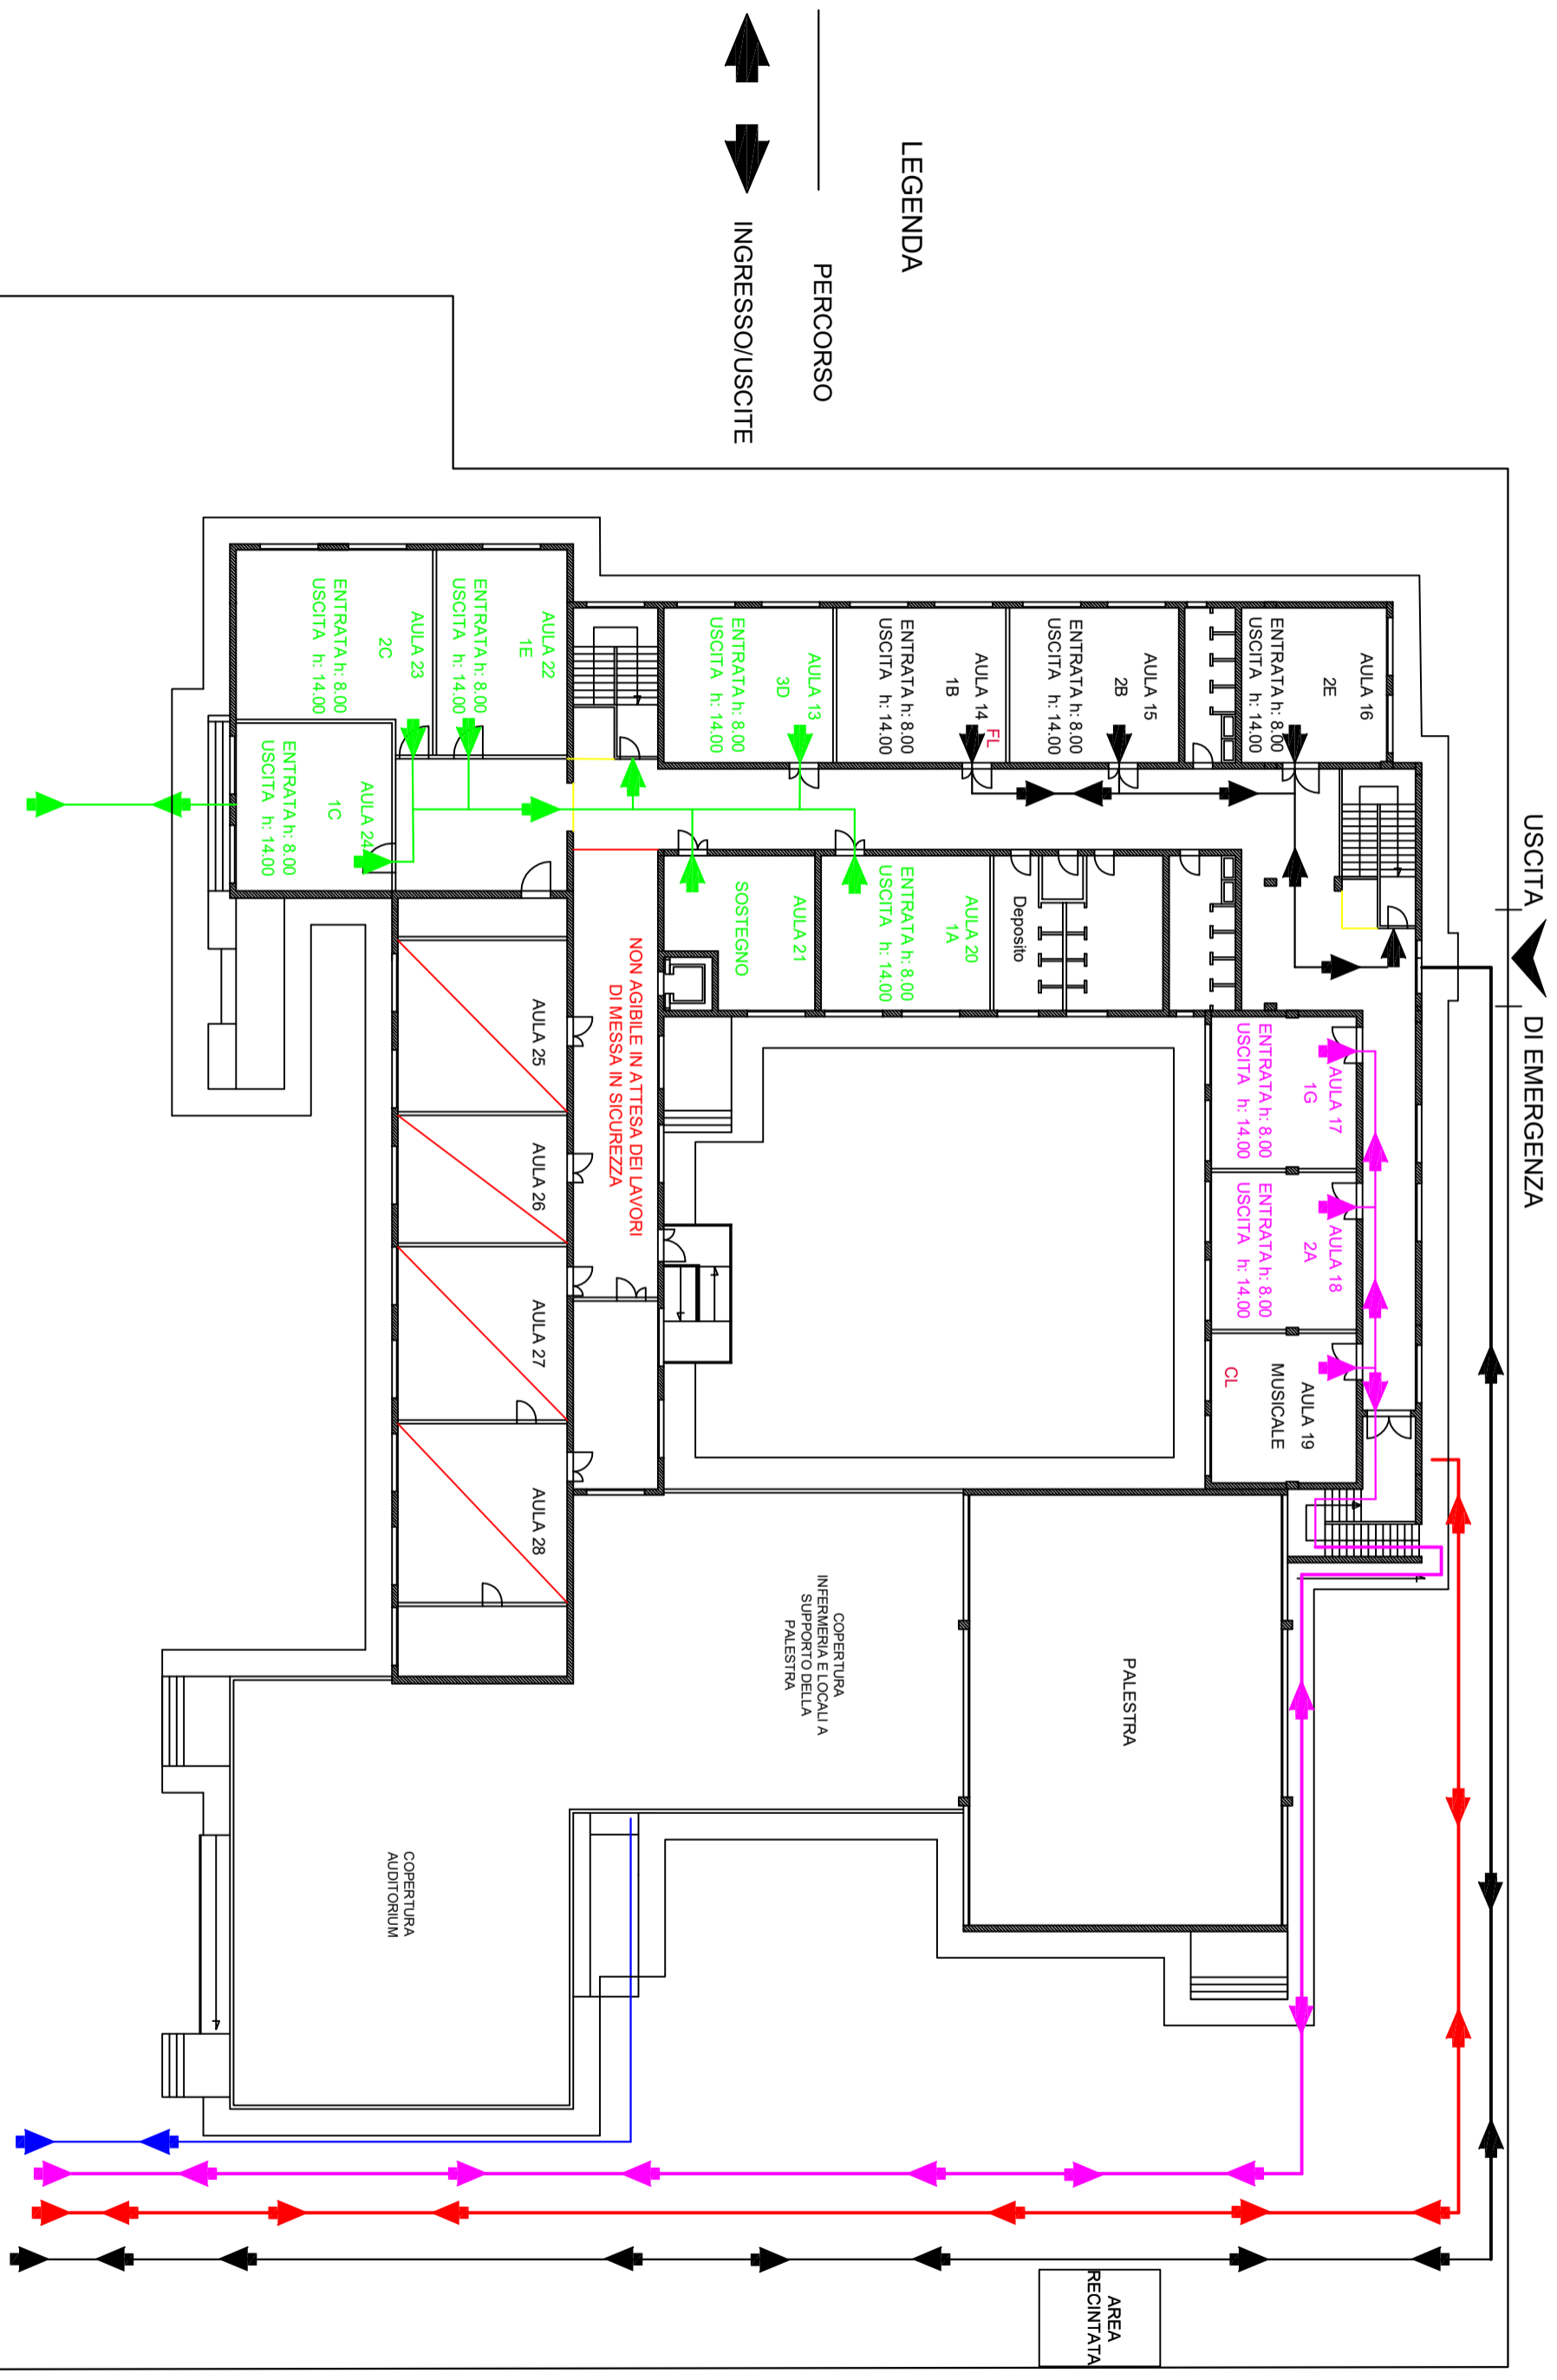 USCITA
DI EMERGENZA
LEGENDA
PERCORSO
INGRESSO/USCITE
AULA 16
2E
ENTRATA h: 8.00
USCITA h: 14.00
AULA 15
2B
ENTRATA h: 8.00
USCITA h: 14.00
FL
AULA 14
1B
ENTRATA h: 8.00
USCITA h: 14.00
AULA 13
3D
ENTRATA h: 8.00
USCITA h: 14.00
AULA 22
1E
ENTRATA h: 8.00
USCITA h: 14.00
AULA 23
2C
ENTRATA h: 8.00
USCITA h: 14.00
AULA 24
1C
ENTRATA h: 8.00
USCITA h: 14.00
Deposito
AULA 20
1A
ENTRATA h: 8.00
USCITA h: 14.00
AULA 21
SOSTEGNO
AULA 17
1G
ENTRATA h: 8.00
USCITA h: 14.00
AULA 18
2A
ENTRATA h: 8.00
USCITA h: 14.00
AULA 19
MUSICALE
CL
NON AGIBILE IN ATTESA DEI LAVORI
DI MESSA IN SICUREZZA
AULA 25
AULA 26
AULA 27
AULA 28
PALESTRA
COPERTURA
INFERMERIA E LOCALI A
SUPPORTO DELLA
PALESTRA
COPERTURA
AUDITORIUM
AREA
RECINTATA